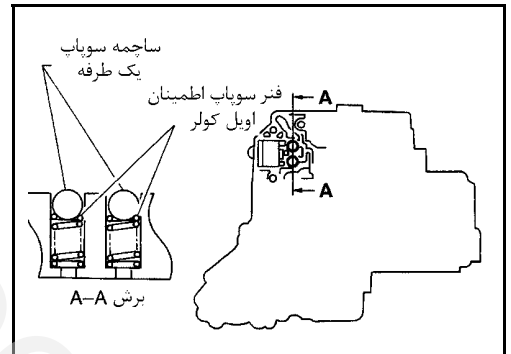 ساچمه سوپاپ
یک طرفه
فنر سوپاپ اطمینان
اویل کولر
A
A
برش A–A